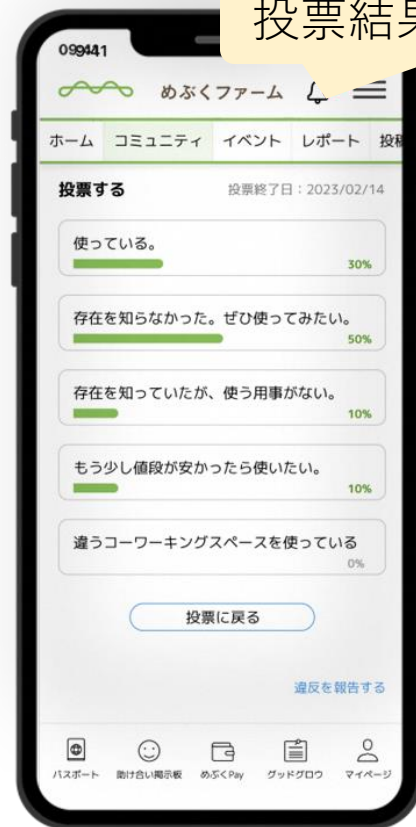 投票結果
099441
めぶくファーム
ホーム コミュニティ イベント レポート 投稿
投票する 投票終了日：2023/02/14
使っている。
30%
存在を知らなかった。ぜひ使ってみたい。
50%
存在を知っていたが、使う用事がない。
10%
もう少し値段が安かったら使いたい。
10%
違うコーワーキングスペースを使っている
0%
投票に戻る
違反を報告する
パスポート 助け合い掲示板 めぶくPay グッドグロウ マイページ